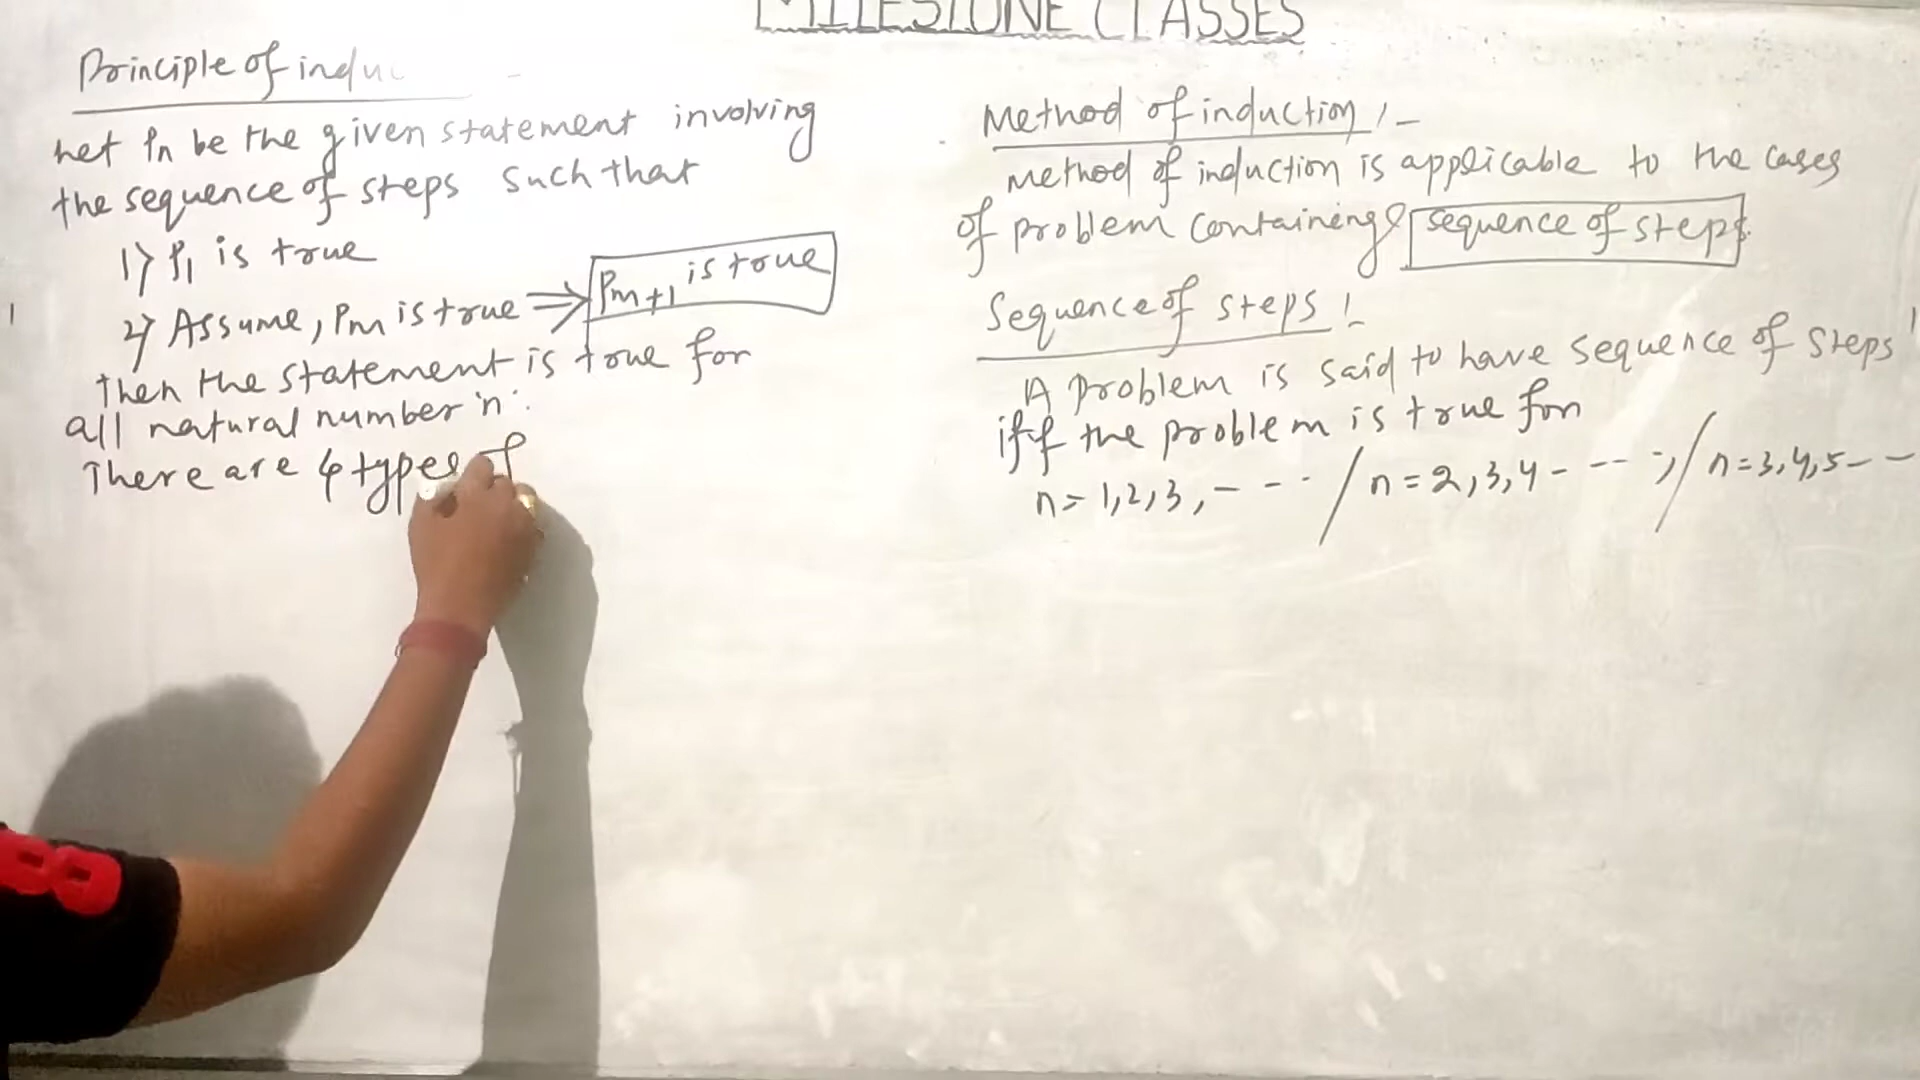 MILESTONE CLASSES
Principle of induc
Let Pn be the given statement involving
the sequence of steps such that
1) P1 is true
2) Assume, Pm is true ⇒ Pm+1 is true
then the statement is true for
all natural number 'n'.
There are 4 types of
Method of induction :-
Method of induction is applicable to the cases
of problem containing sequence of steps.
Sequence of steps :-
A problem is said to have sequence of steps
iff the problem is true for
n = 1,2,3, - - - / n = 2,3,4 - - - - ; / n = 3,4,5 - -